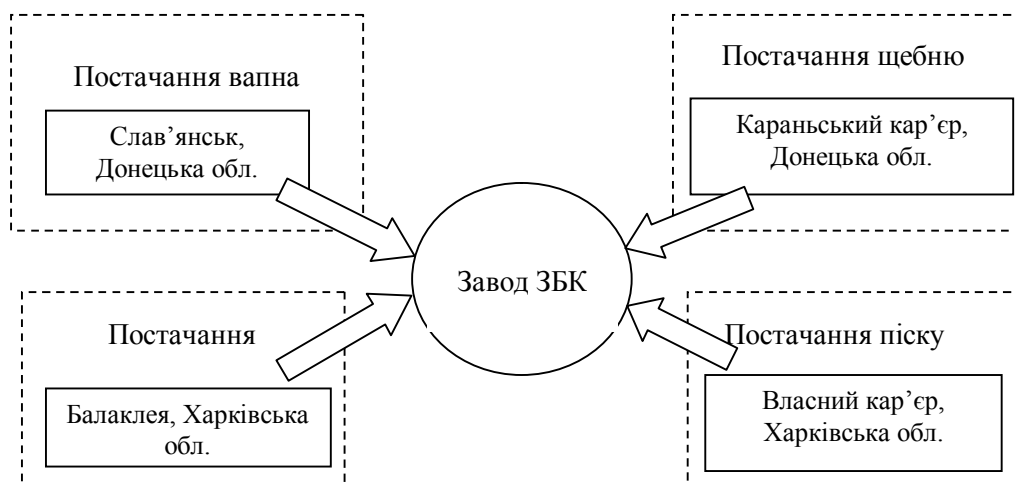 Постачання вапна
Слав’янськ,
Донецька обл.
Постачання щебню
Караньський кар’єр,
Донецька обл.
Завод ЗБК
Постачання
Балаклея, Харківська
обл.
Постачання піску
Власний кар’єр,
Харківська обл.